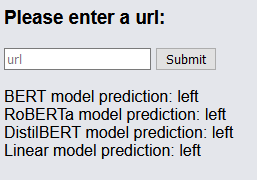 Please enter a url:
url
Submit
BERT model prediction: left
RoBERTa model prediction: left
DistilBERT model prediction: left
Linear model prediction: left